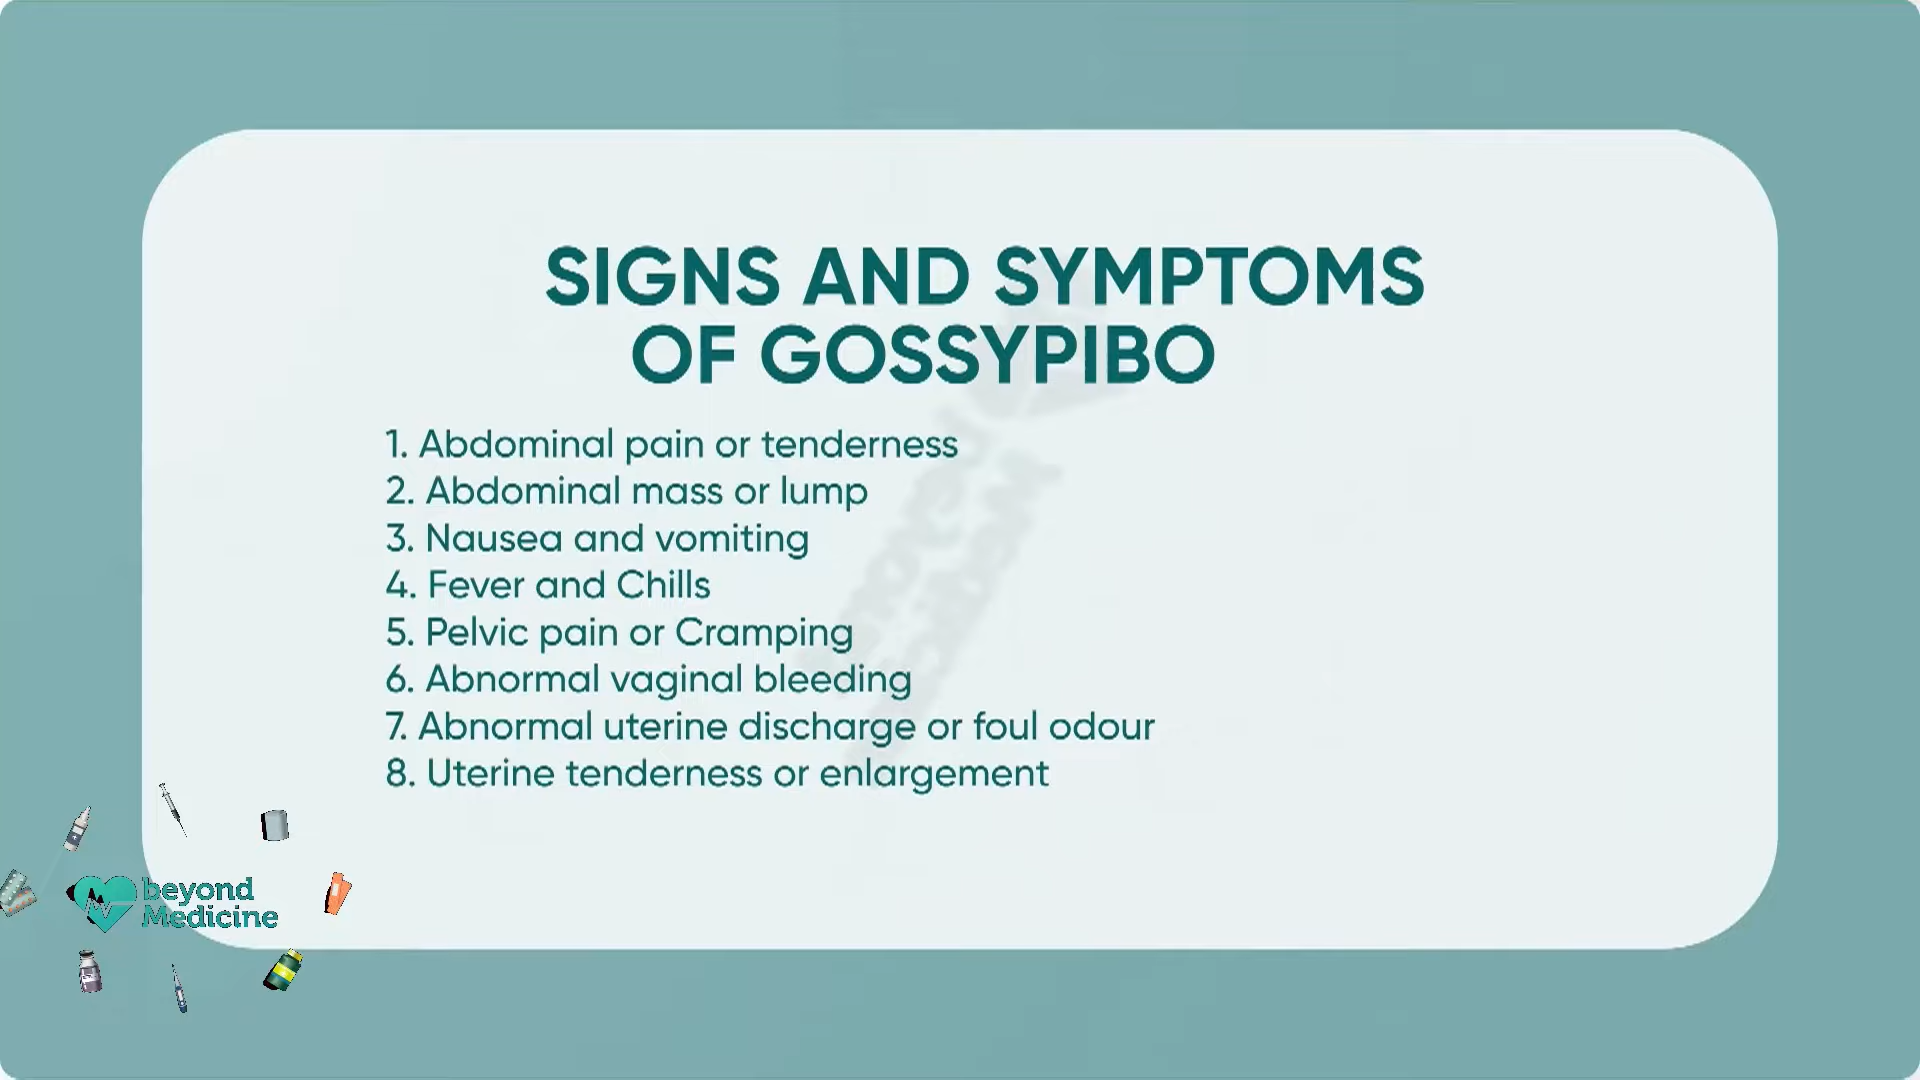 SIGNS AND SYMPTOMS
OF GOSSYPIBO
1. Abdominal pain or tenderness
2. Abdominal mass or lump
3. Nausea and vomiting
4. Fever and Chills
5. Pelvic pain or Cramping
6. Abnormal vaginal bleeding
7. Abnormal uterine discharge or foul odour
8. Uterine tenderness or enlargement
beyond
Medicine